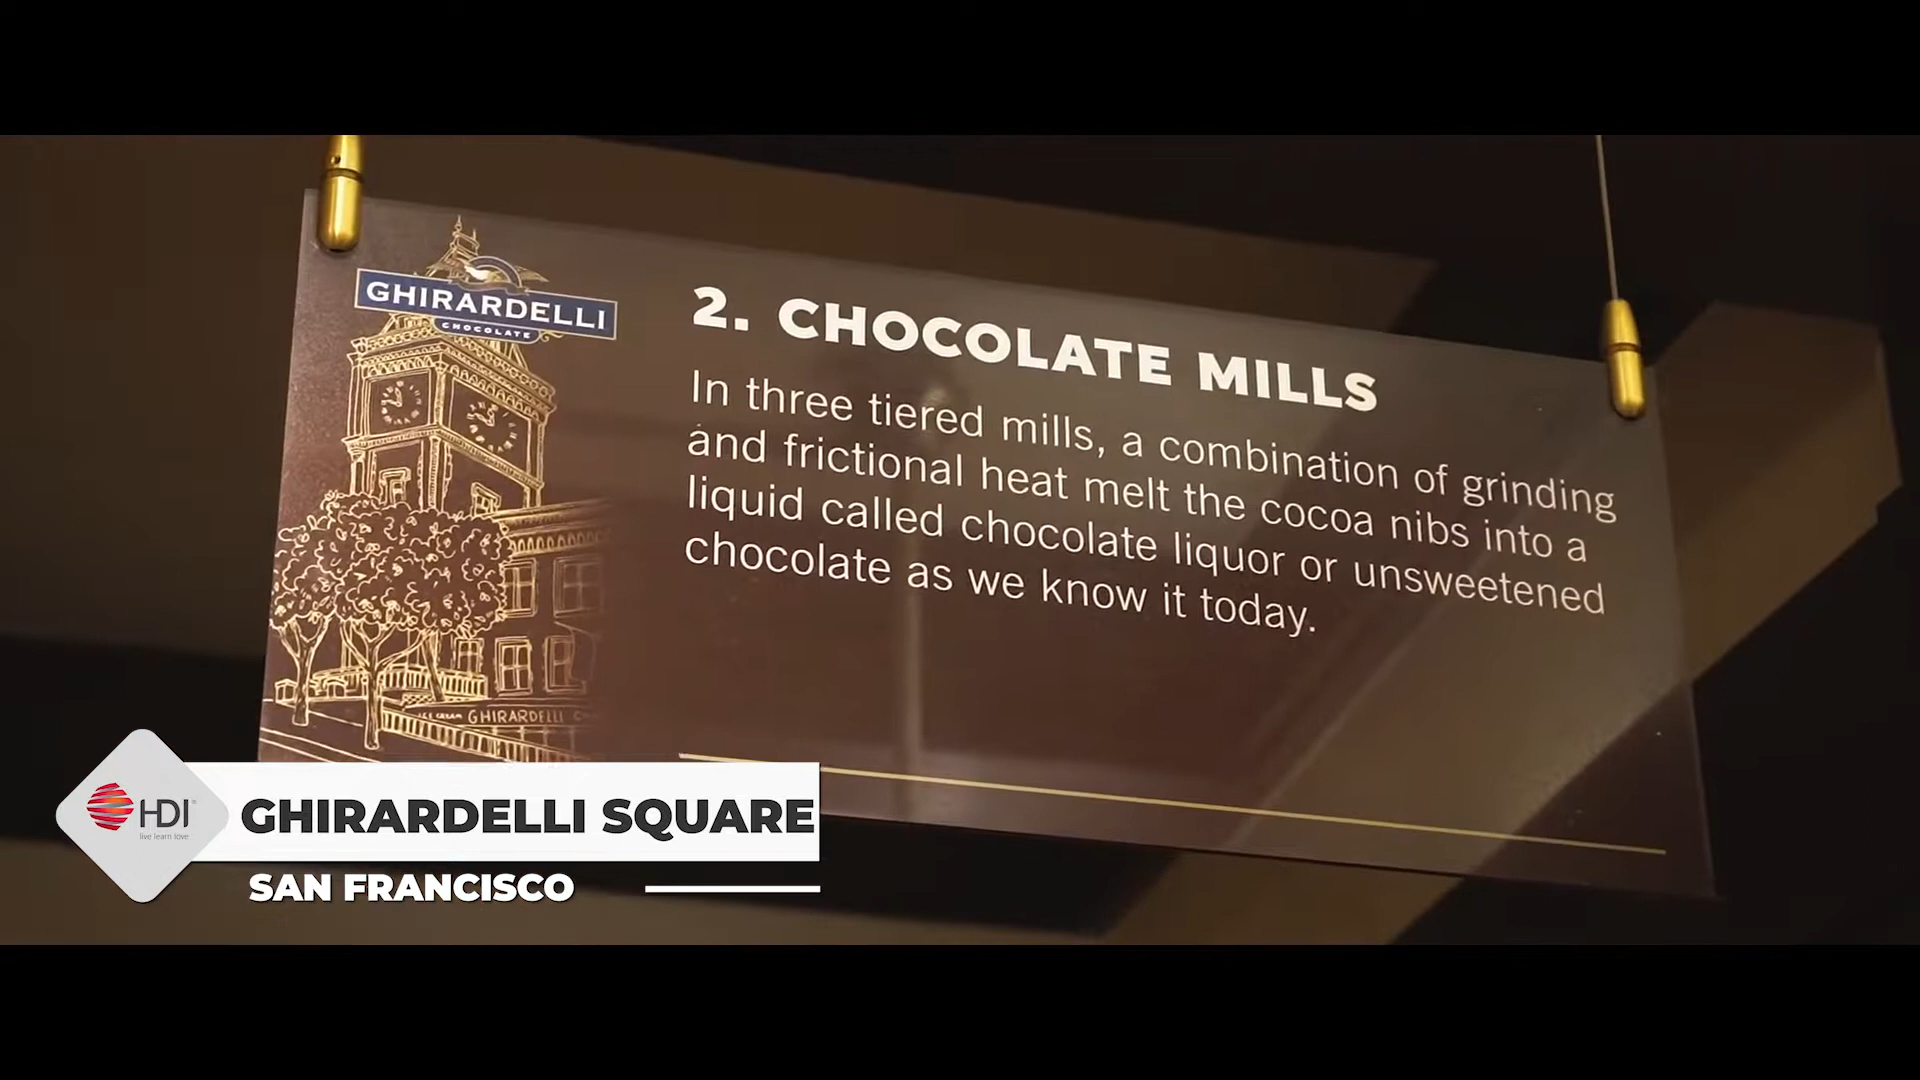 GHIRARDELLI
CHOCOLATE
2. CHOCOLATE MILLS
In three tiered mills, a combination of grinding
and frictional heat melt the cocoa nibs into a
liquid called chocolate liquor or unsweetened
chocolate as we know it today.
ICE CREAM GHIRARDELLI
HDI
live learn love
GHIRARDELLI SQUARE
SAN FRANCISCO